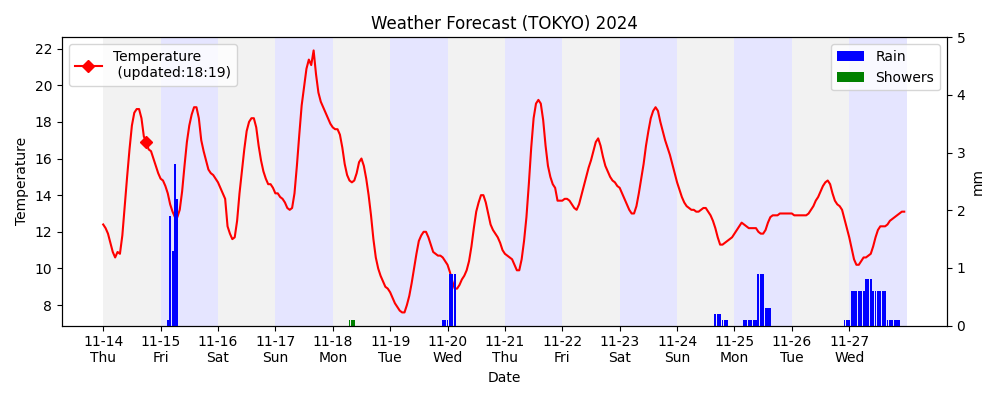 Weather Forecast (TOKYO) 2024
Temperature
(updated:18:19)
Rain
Showers
22
20
18
16
14
12
10
8
Temperature
5
4
3
2
1
0
mm
11-14 11-15 11-16 11-17 11-18 11-19 11-20 11-21 11-22 11-23 11-24 11-25 11-26 11-27
Thu Fri Sat Sun Mon Tue Wed Thu Fri Sat Sun Mon Tue Wed
Date